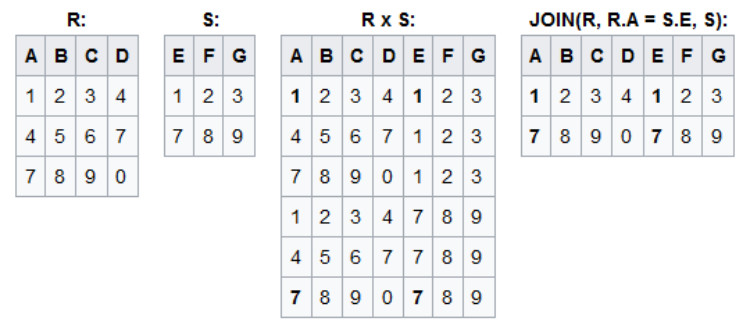 R: S: R x S: JOIN(R, R.A = S.E, S):
A B C D E F G A B C D E F G A B C D E F G
1 2 3 4 1 2 3 1 2 3 4 1 2 3 1 2 3 4 1 2 3
4 5 6 7 7 8 9 4 5 6 7 1 2 3 7 8 9 0 7 8 9
7 8 9 0 7 8 9 0 1 2 3
1 2 3 4 7 8 9
4 5 6 7 7 8 9
7 8 9 0 7 8 9